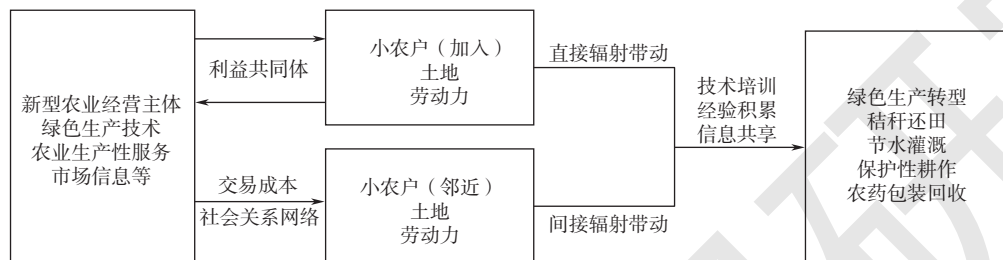 新型农业经营主体
绿色生产技术
农业生产性服务
市场信息等
利益共同体
交易成本
社会关系网络
小农户（加入）
土地
劳动力
小农户（邻近）
土地
劳动力
直接辐射带动
间接辐射带动
技术培训
经验积累
信息共享
绿色生产转型
秸秆还田
节水灌溉
保护性耕作
农药包装回收